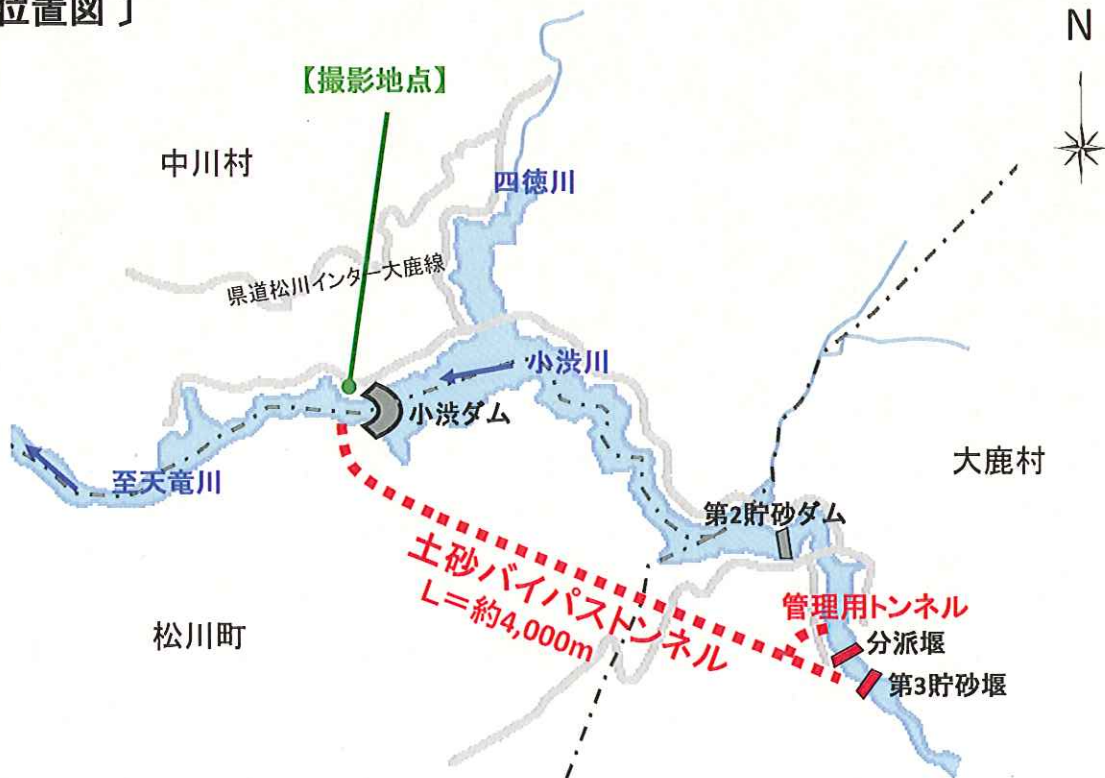 位置図〕
N
【撮影地点】
中川村
四徳川
県道松川インター大鹿線
小渋川
小渋ダム
大鹿村
至天竜川
第2貯砂ダム
土砂バイパストンネル
L=約4,000m
管理用トンネル
松川町
分派堰
第3貯砂堰